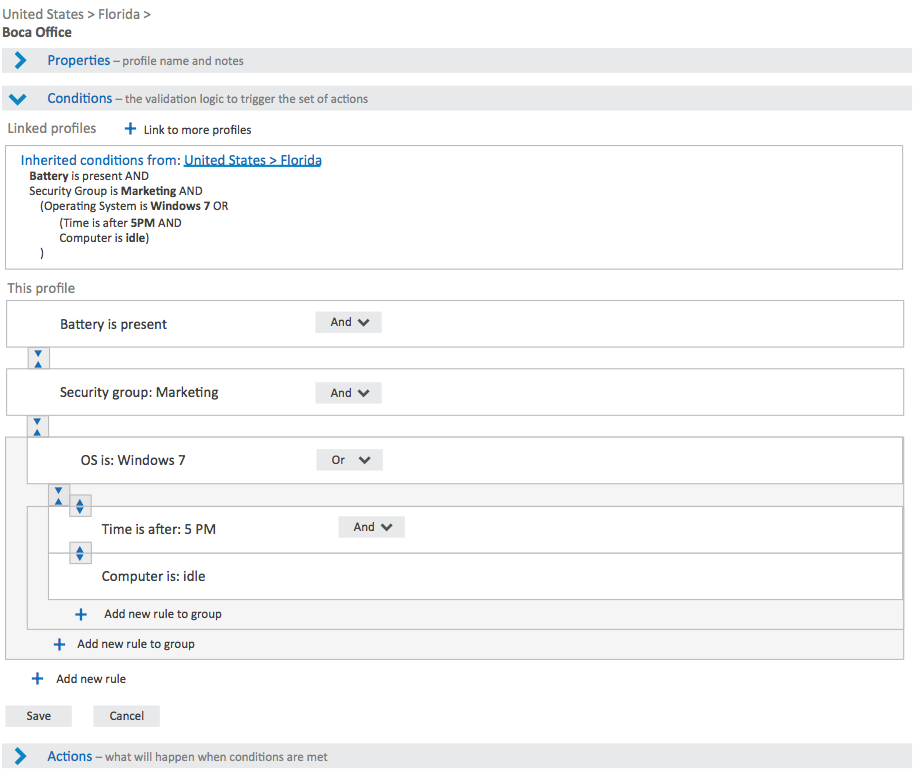 United States > Florida >
Boca Office
Properties – profile name and notes
Conditions – the validation logic to trigger the set of actions
Linked profiles + Link to more profiles
Inherited conditions from: United States > Florida
Battery is present AND
Security Group is Marketing AND
(Operating System is Windows 7 OR
(Time is after 5PM AND
Computer is idle)
)
This profile
Battery is present And
Security group: Marketing And
OS is: Windows 7 Or
Time is after: 5 PM And
Computer is: idle
+ Add new rule to group
+ Add new rule to group
+ Add new rule
Save Cancel
Actions – what will happen when conditions are met